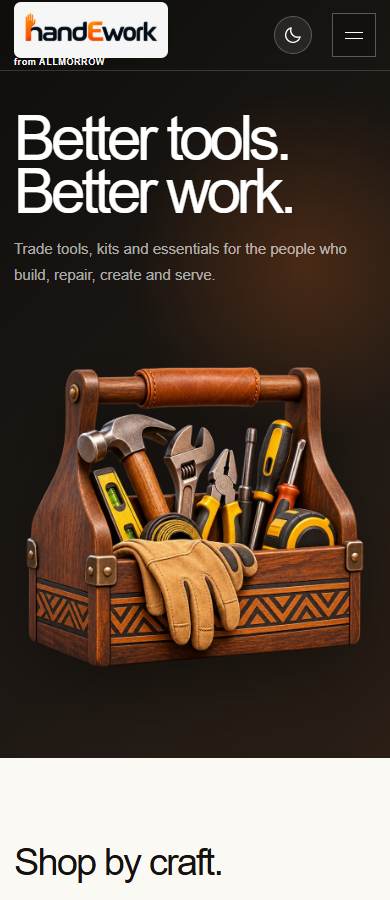 handEwork
from ALLMORROW
Better tools.
Better work.
Trade tools, kits and essentials for the people who
build, repair, create and serve.
Shop by craft.